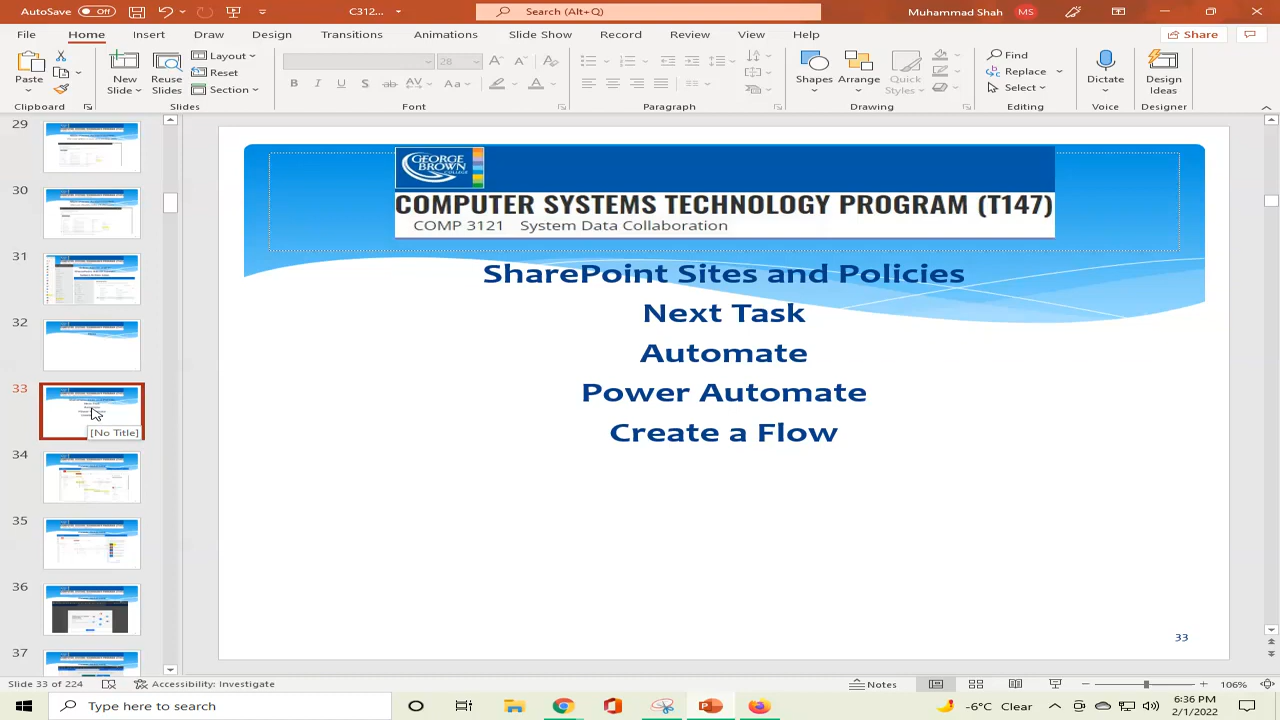 AutoSave Off C312... Search (Alt+Q) Muhammad Shah MS
File Home Insert Draw Design Transitions Animations Slide Show Record Review View Help Share
Paste New Slide Reuse Slides Layout Reset Section 28 B I U S ab AV Aa A Shapes Arrange Quick Styles Find Replace Select Dictate Design Ideas
Clipboard Slides Font Paragraph Drawing Editing Voice Designer
29
30
31
32
33
[No Title]
34
35
36
37
GEORGE BROWN COLLEGE
COMPUTER SYSTEMS TECHNOLOGY PROGRAM (T147)
COMP 3121 System Data Collaboration
SharePoint Sites and Policies
Next Task
Automate
Power Automate
Create a Flow
33
Slide 33 of 224 Accessibility: Investigate Notes 106%
Type here to search -6°C Clear 6:36 PM
2/1/2022